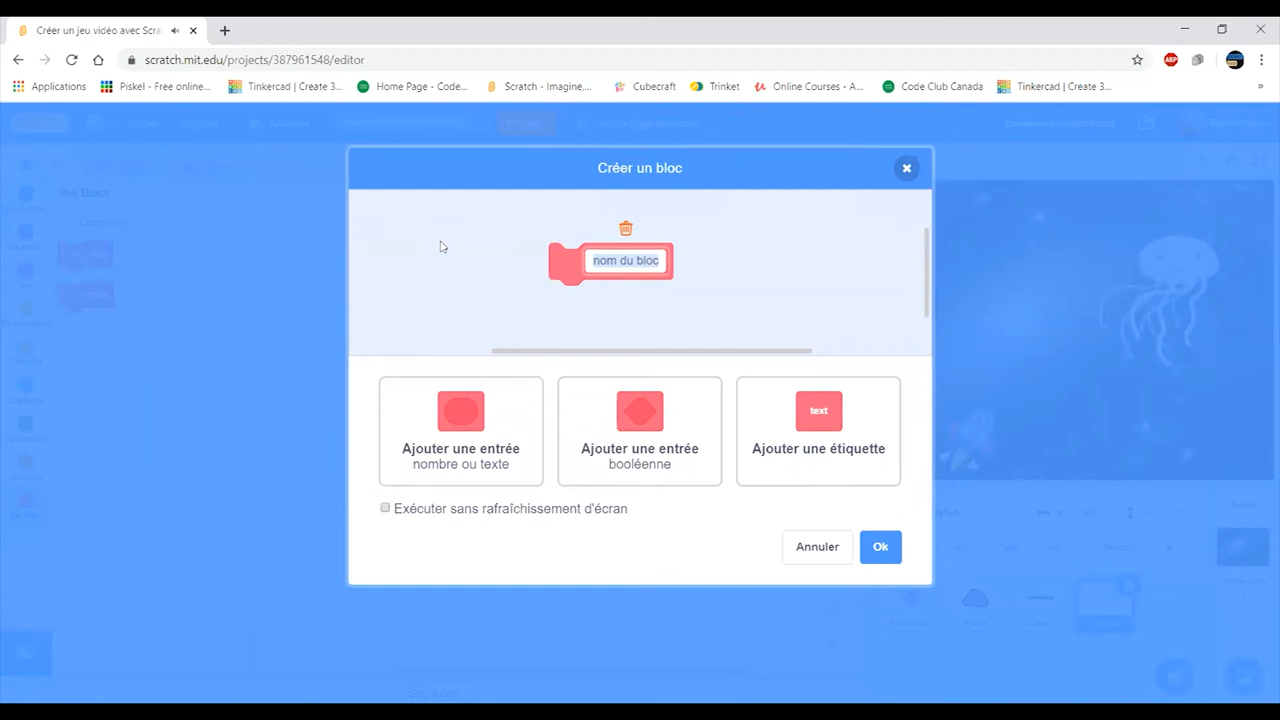 Créer un jeu vidéo avec Scra
scratch.mit.edu/projects/387961548/editor
Applications
Piskel - Free onlin...
Tinkercad | Create 3...
Home Page - Code...
Scratch - Imagine,...
Cubecraft
Trinket
Online Courses - A...
Code Club Canada
Tinkercad | Create 3...
»
ABP
Créer un bloc
nom du bloc
text
Ajouter une entrée
nombre ou texte
Ajouter une entrée
booléenne
Ajouter une étiquette
Exécuter sans rafraîchissement d'écran
Annuler
Ok